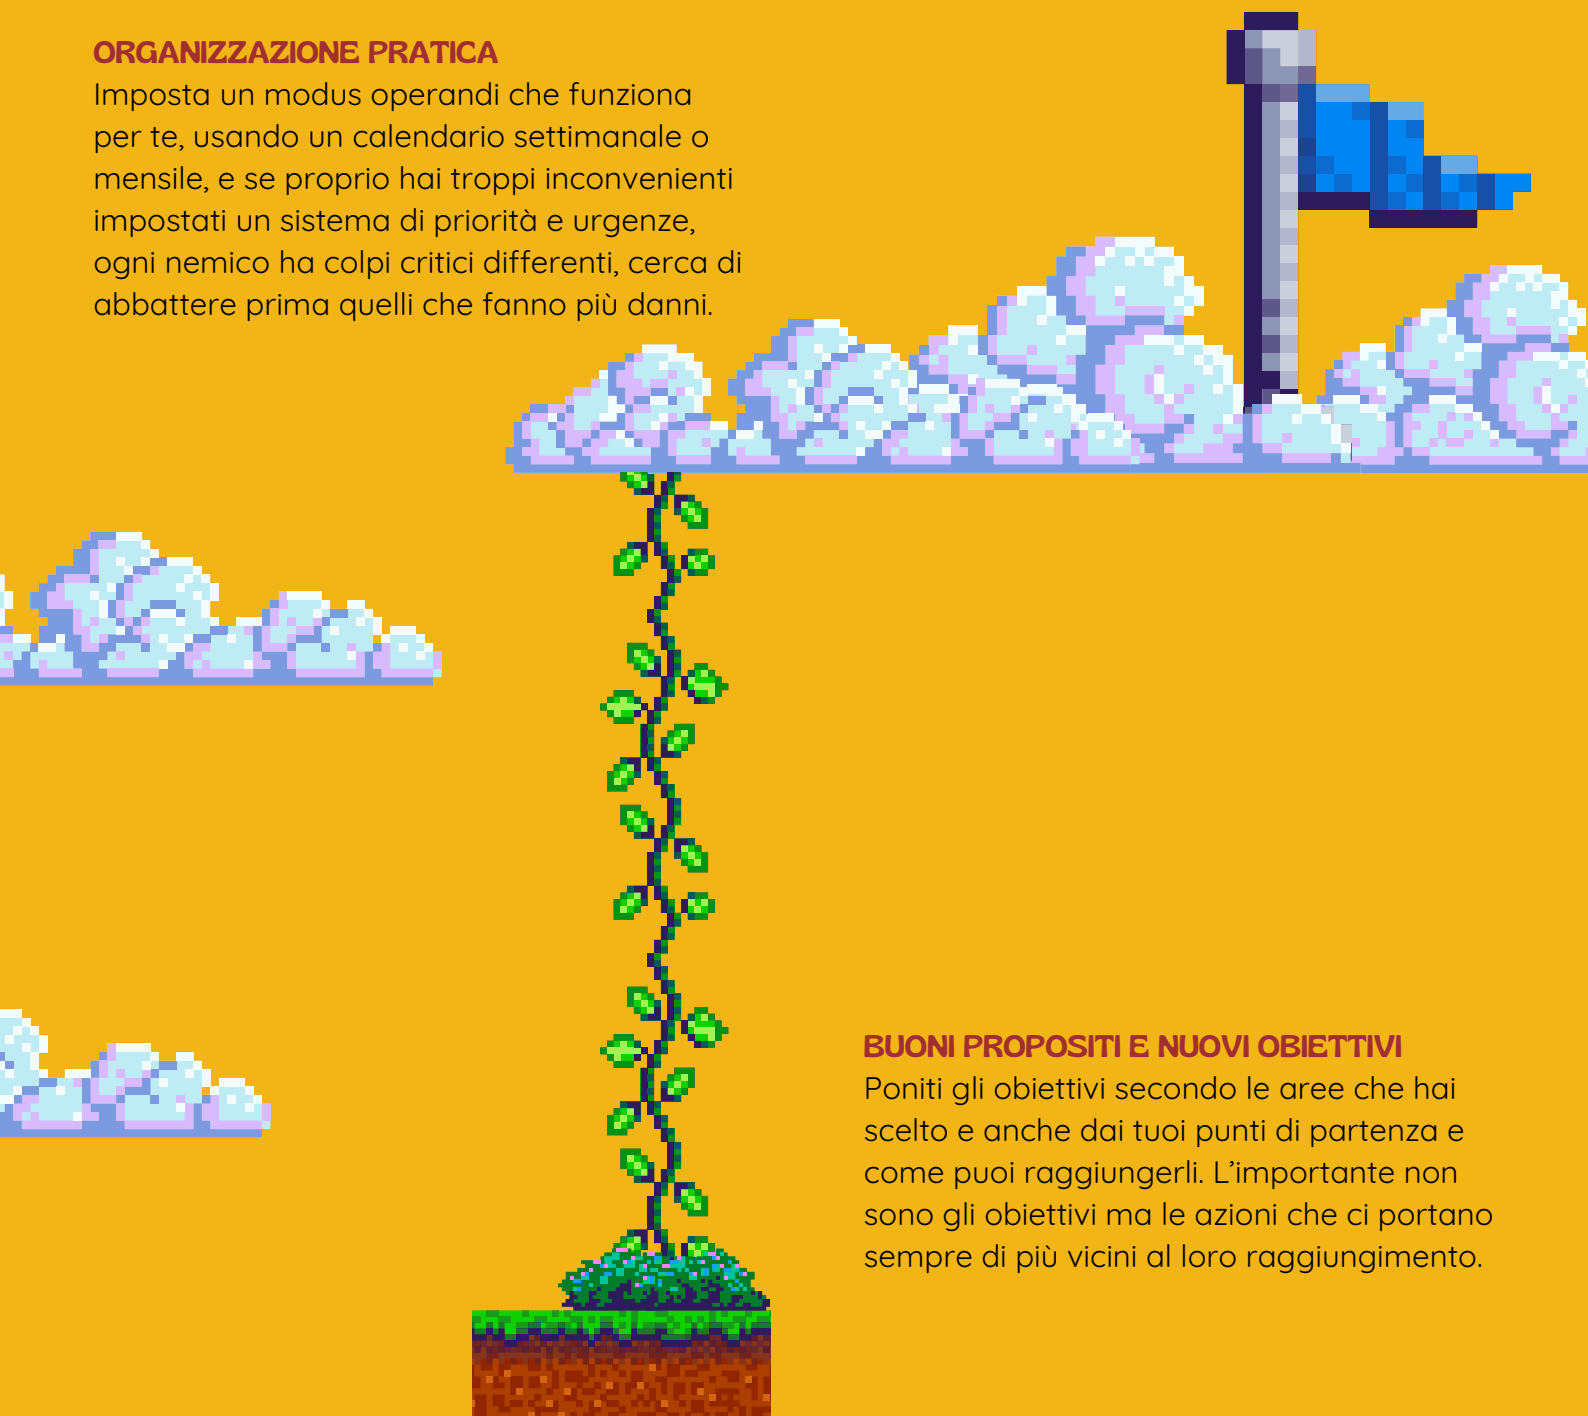 ORGANIZZAZIONE PRATICA
Imposta un modus operandi che funziona
per te, usando un calendario settimanale o
mensile, e se proprio hai troppi inconvenienti
impostati un sistema di priorità e urgenze,
ogni nemico ha colpi critici differenti, cerca di
abbattere prima quelli che fanno più danni.
BUONI PROPOSITI E NUOVI OBIETTIVI
Poniti gli obiettivi secondo le aree che hai
scelto e anche dai tuoi punti di partenza e
come puoi raggiungerli. L’importante non
sono gli obiettivi ma le azioni che ci portano
sempre di più vicini al loro raggiungimento.